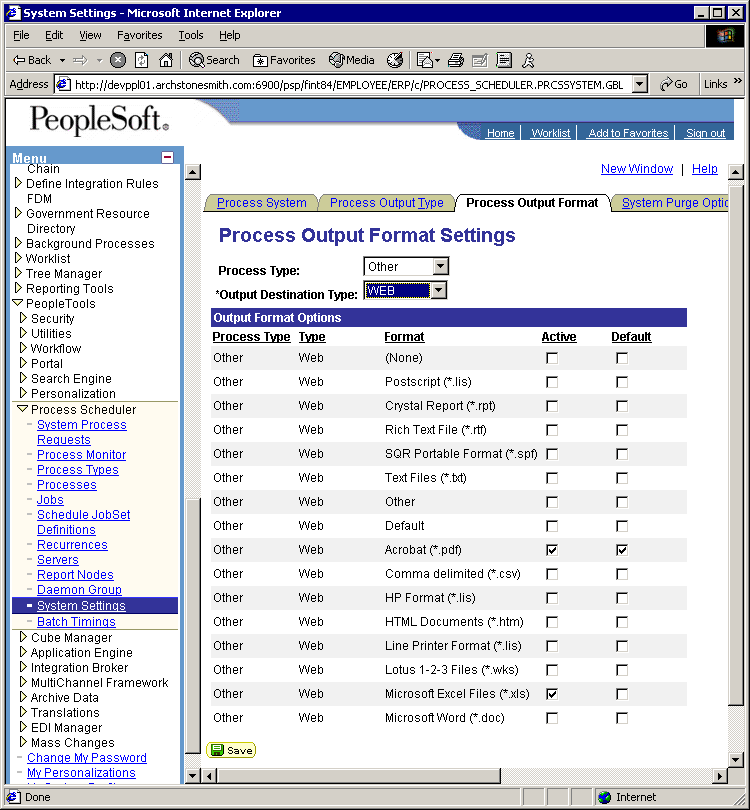 System Settings - Microsoft Internet Explorer
File Edit View Favorites Tools Help
Back Search Favorites Media
Address http://devppl01.archstonesmith.com:6900/psp/fint84/EMPLOYEE/ERP/c/PROCESS_SCHEDULER.PRCSSYSTEM.GBL Go Links »
PeopleSoft.
Home Worklist Add to Favorites Sign out
Menu
Chain
Define Integration Rules
FDM
Government Resource
Directory
Background Processes
Worklist
Tree Manager
Reporting Tools
PeopleTools
Security
Utilities
Workflow
Portal
Search Engine
Personalization
Process Scheduler
System Process
Requests
Process Monitor
Process Types
Processes
Jobs
Schedule JobSet
Definitions
Recurrences
Servers
Report Nodes
Daemon Group
System Settings
Batch Timings
Cube Manager
Application Engine
Integration Broker
MultiChannel Framework
Archive Data
Translations
EDI Manager
Mass Changes
Change My Password
My Personalizations
New Window | Help
Process System Process Output Type Process Output Format System Purge Optic
Process Output Format Settings
Process Type: Other
*Output Destination Type: WEB
Output Format Options
Process Type Type Format Active Default
Other Web (None)
Other Web Postscript (*.lis)
Other Web Crystal Report (*.rpt)
Other Web Rich Text File (*.rtf)
Other Web SQR Portable Format (*.spf)
Other Web Text Files (*.txt)
Other Web Other
Other Web Default
Other Web Acrobat (*.pdf)
Other Web Comma delimited (*.csv)
Other Web HP Format (*.lis)
Other Web HTML Documents (*.htm)
Other Web Line Printer Format (*.lis)
Other Web Lotus 1-2-3 Files (*.wks)
Other Web Microsoft Excel Files (*.xls)
Other Web Microsoft Word (*.doc)
Save
Done Internet